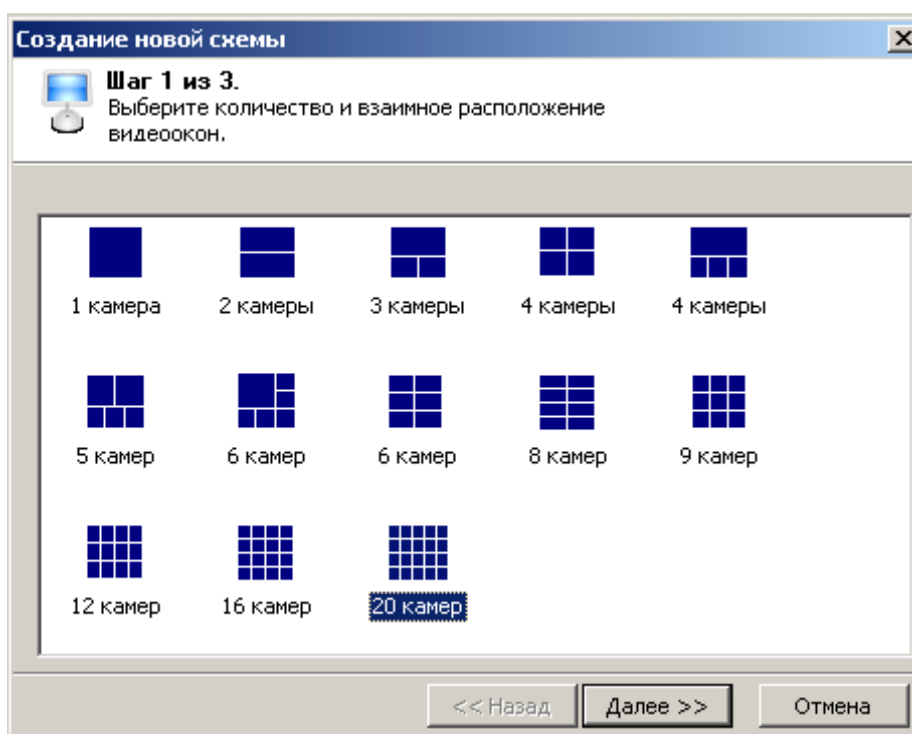 Создание новой схемы
Шаг 1 из 3.
Выберите количество и взаимное расположение
видеоокон.
1 камера 2 камеры 3 камеры 4 камеры 4 камеры
5 камер 6 камер 6 камер 8 камер 9 камер
12 камер 16 камер 20 камер
<< Назад Далее >> Отмена